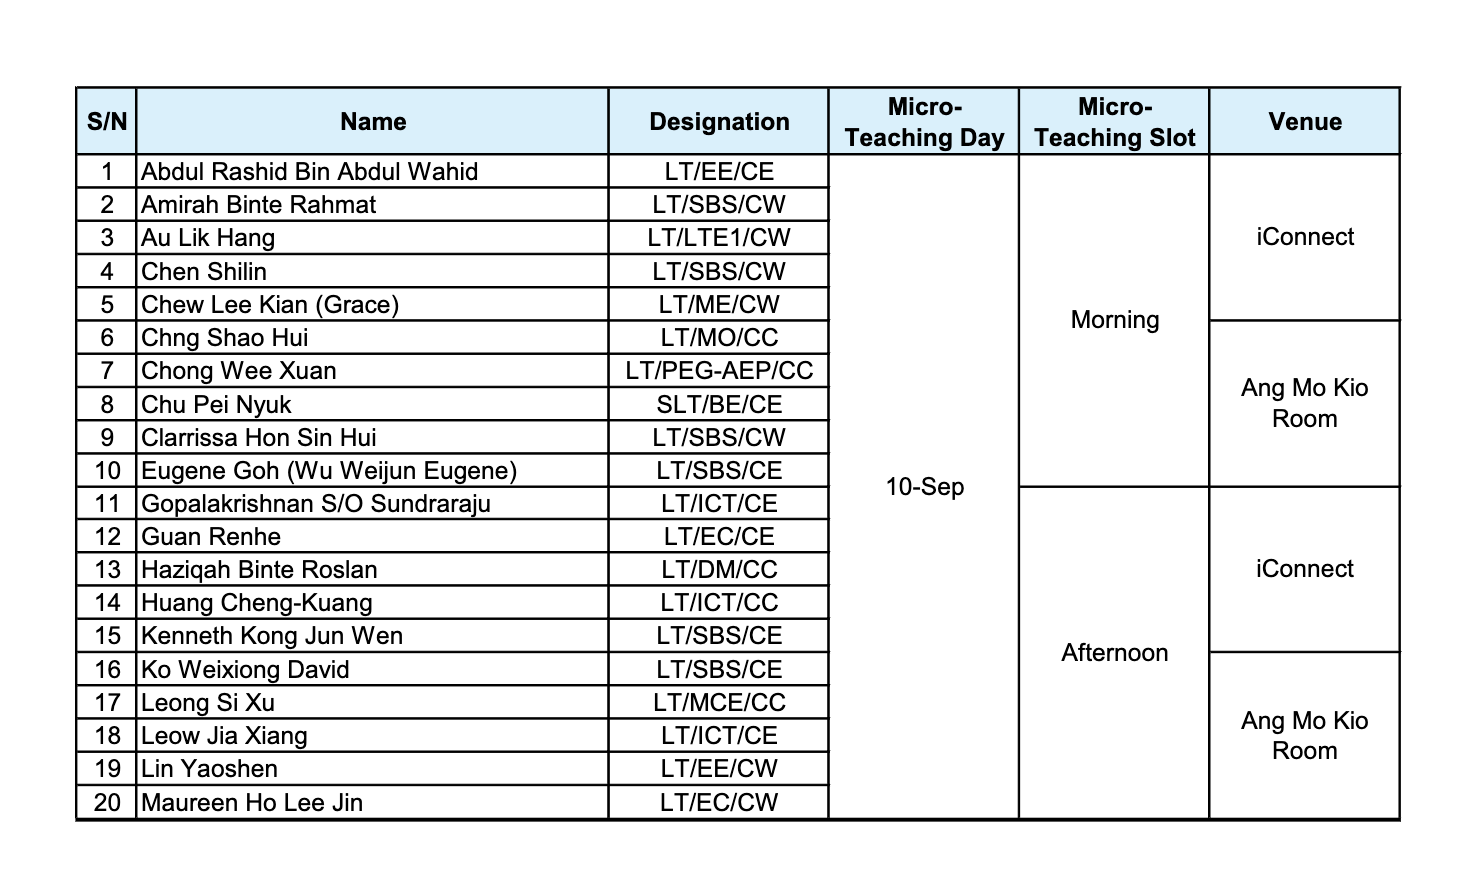 S/N Name Designation Micro-Teaching Day Micro-Teaching Slot Venue
1 Abdul Rashid Bin Abdul Wahid LT/EE/CE
2 Amirah Binte Rahmat LT/SBS/CW
3 Au Lik Hang LT/LTE1/CW iConnect
4 Chen Shilin LT/SBS/CW
5 Chew Lee Kian (Grace) LT/ME/CW
Morning
6 Chng Shao Hui LT/MO/CC
7 Chong Wee Xuan LT/PEG-AEP/CC
Ang Mo Kio
Room
8 Chu Pei Nyuk SLT/BE/CE
9 Clarrissa Hon Sin Hui LT/SBS/CW
10 Eugene Goh (Wu Weijun Eugene) LT/SBS/CE
10-Sep
11 Gopalakrishnan S/O Sundraraju LT/ICT/CE
12 Guan Renhe LT/EC/CE
13 Haziqah Binte Roslan LT/DM/CC iConnect
14 Huang Cheng-Kuang LT/ICT/CC
15 Kenneth Kong Jun Wen LT/SBS/CE
Afternoon
16 Ko Weixiong David LT/SBS/CE
17 Leong Si Xu LT/MCE/CC
Ang Mo Kio
Room
18 Leow Jia Xiang LT/ICT/CE
19 Lin Yaoshen LT/EE/CW
20 Maureen Ho Lee Jin LT/EC/CW